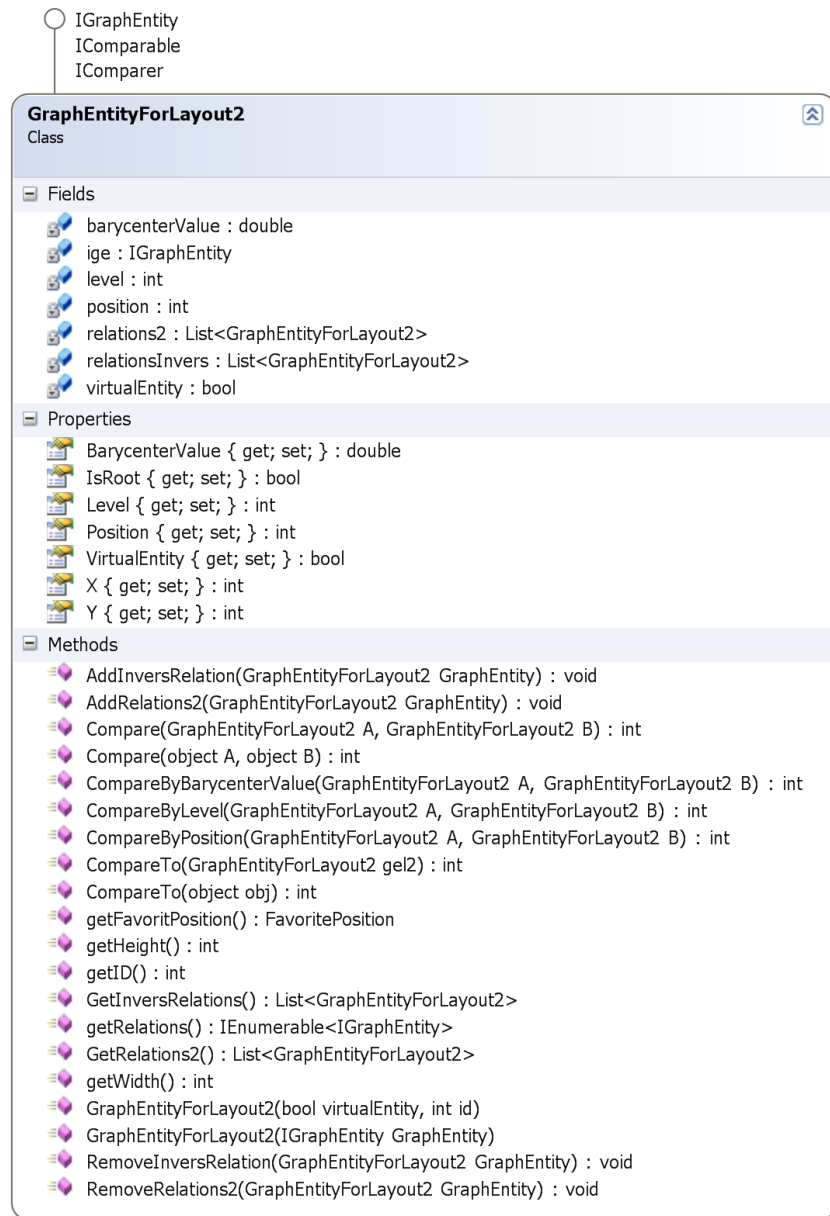 IGraphEntity
IComparable
IComparer
GraphEntityForLayout2
Class
Fields
barycenterValue : double
ige : IGraphEntity
level : int
position : int
relations2 : List<GraphEntityForLayout2>
relationsInvers : List<GraphEntityForLayout2>
virtualEntity : bool
Properties
BarycenterValue { get; set; } : double
IsRoot { get; set; } : bool
Level { get; set; } : int
Position { get; set; } : int
VirtualEntity { get; set; } : bool
X { get; set; } : int
Y { get; set; } : int
Methods
AddInversRelation(GraphEntityForLayout2 GraphEntity) : void
AddRelations2(GraphEntityForLayout2 GraphEntity) : void
Compare(GraphEntityForLayout2 A, GraphEntityForLayout2 B) : int
Compare(object A, object B) : int
CompareByBarycenterValue(GraphEntityForLayout2 A, GraphEntityForLayout2 B) : int
CompareByLevel(GraphEntityForLayout2 A, GraphEntityForLayout2 B) : int
CompareByPosition(GraphEntityForLayout2 A, GraphEntityForLayout2 B) : int
CompareTo(GraphEntityForLayout2 gel2) : int
CompareTo(object obj) : int
getFavoritPosition() : FavoritePosition
getHeight() : int
getID() : int
GetInversRelations() : List<GraphEntityForLayout2>
getRelations() : IEnumerable<IGraphEntity>
GetRelations2() : List<GraphEntityForLayout2>
getWidth() : int
GraphEntityForLayout2(bool virtualEntity, int id)
GraphEntityForLayout2(IGraphEntity GraphEntity)
RemoveInversRelation(GraphEntityForLayout2 GraphEntity) : void
RemoveRelations2(GraphEntityForLayout2 GraphEntity) : void